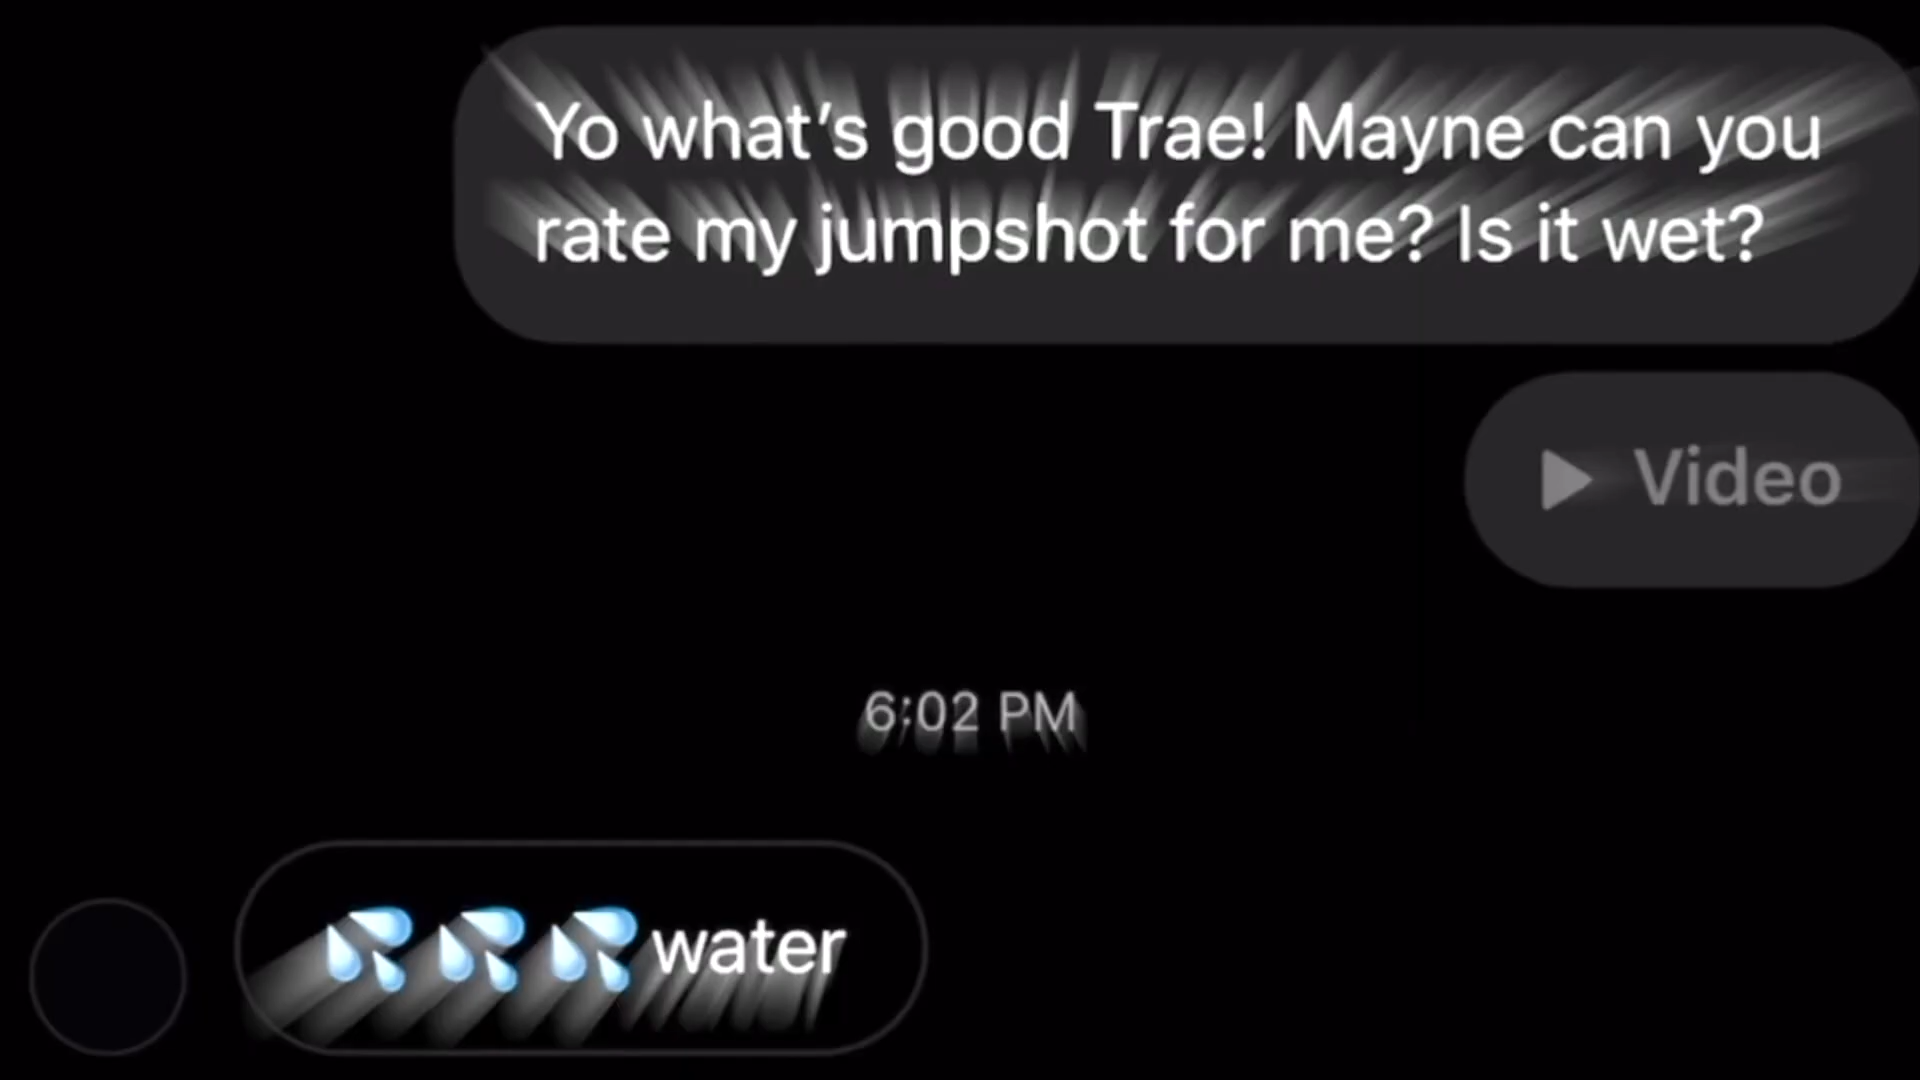 Yo what’s good Trae! Mayne can you
rate my jumpshot for me? Is it wet?
Video
6:02 PM
💦💦💦water